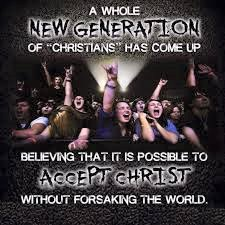 A WHOLE
NEW GENERATION
OF "CHRISTIANS" HAS COME UP
BELIEVING THAT IT IS POSSIBLE TO
ACCEPT CHRIST
WITHOUT FORSAKING THE WORLD.